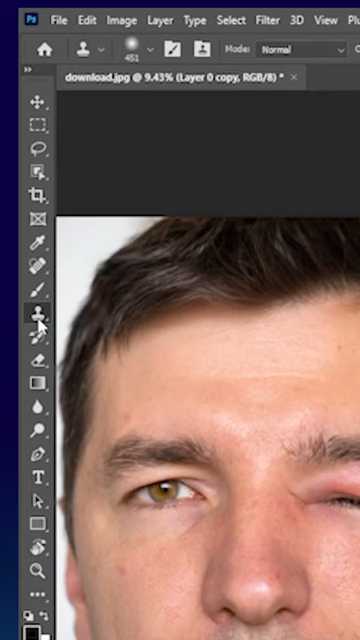 Ps File Edit Image Layer Type Select Filter 3D View
451 Mode: Normal
download.jpg @ 9.43% (Layer 0 copy, RGB/8) * ×
T